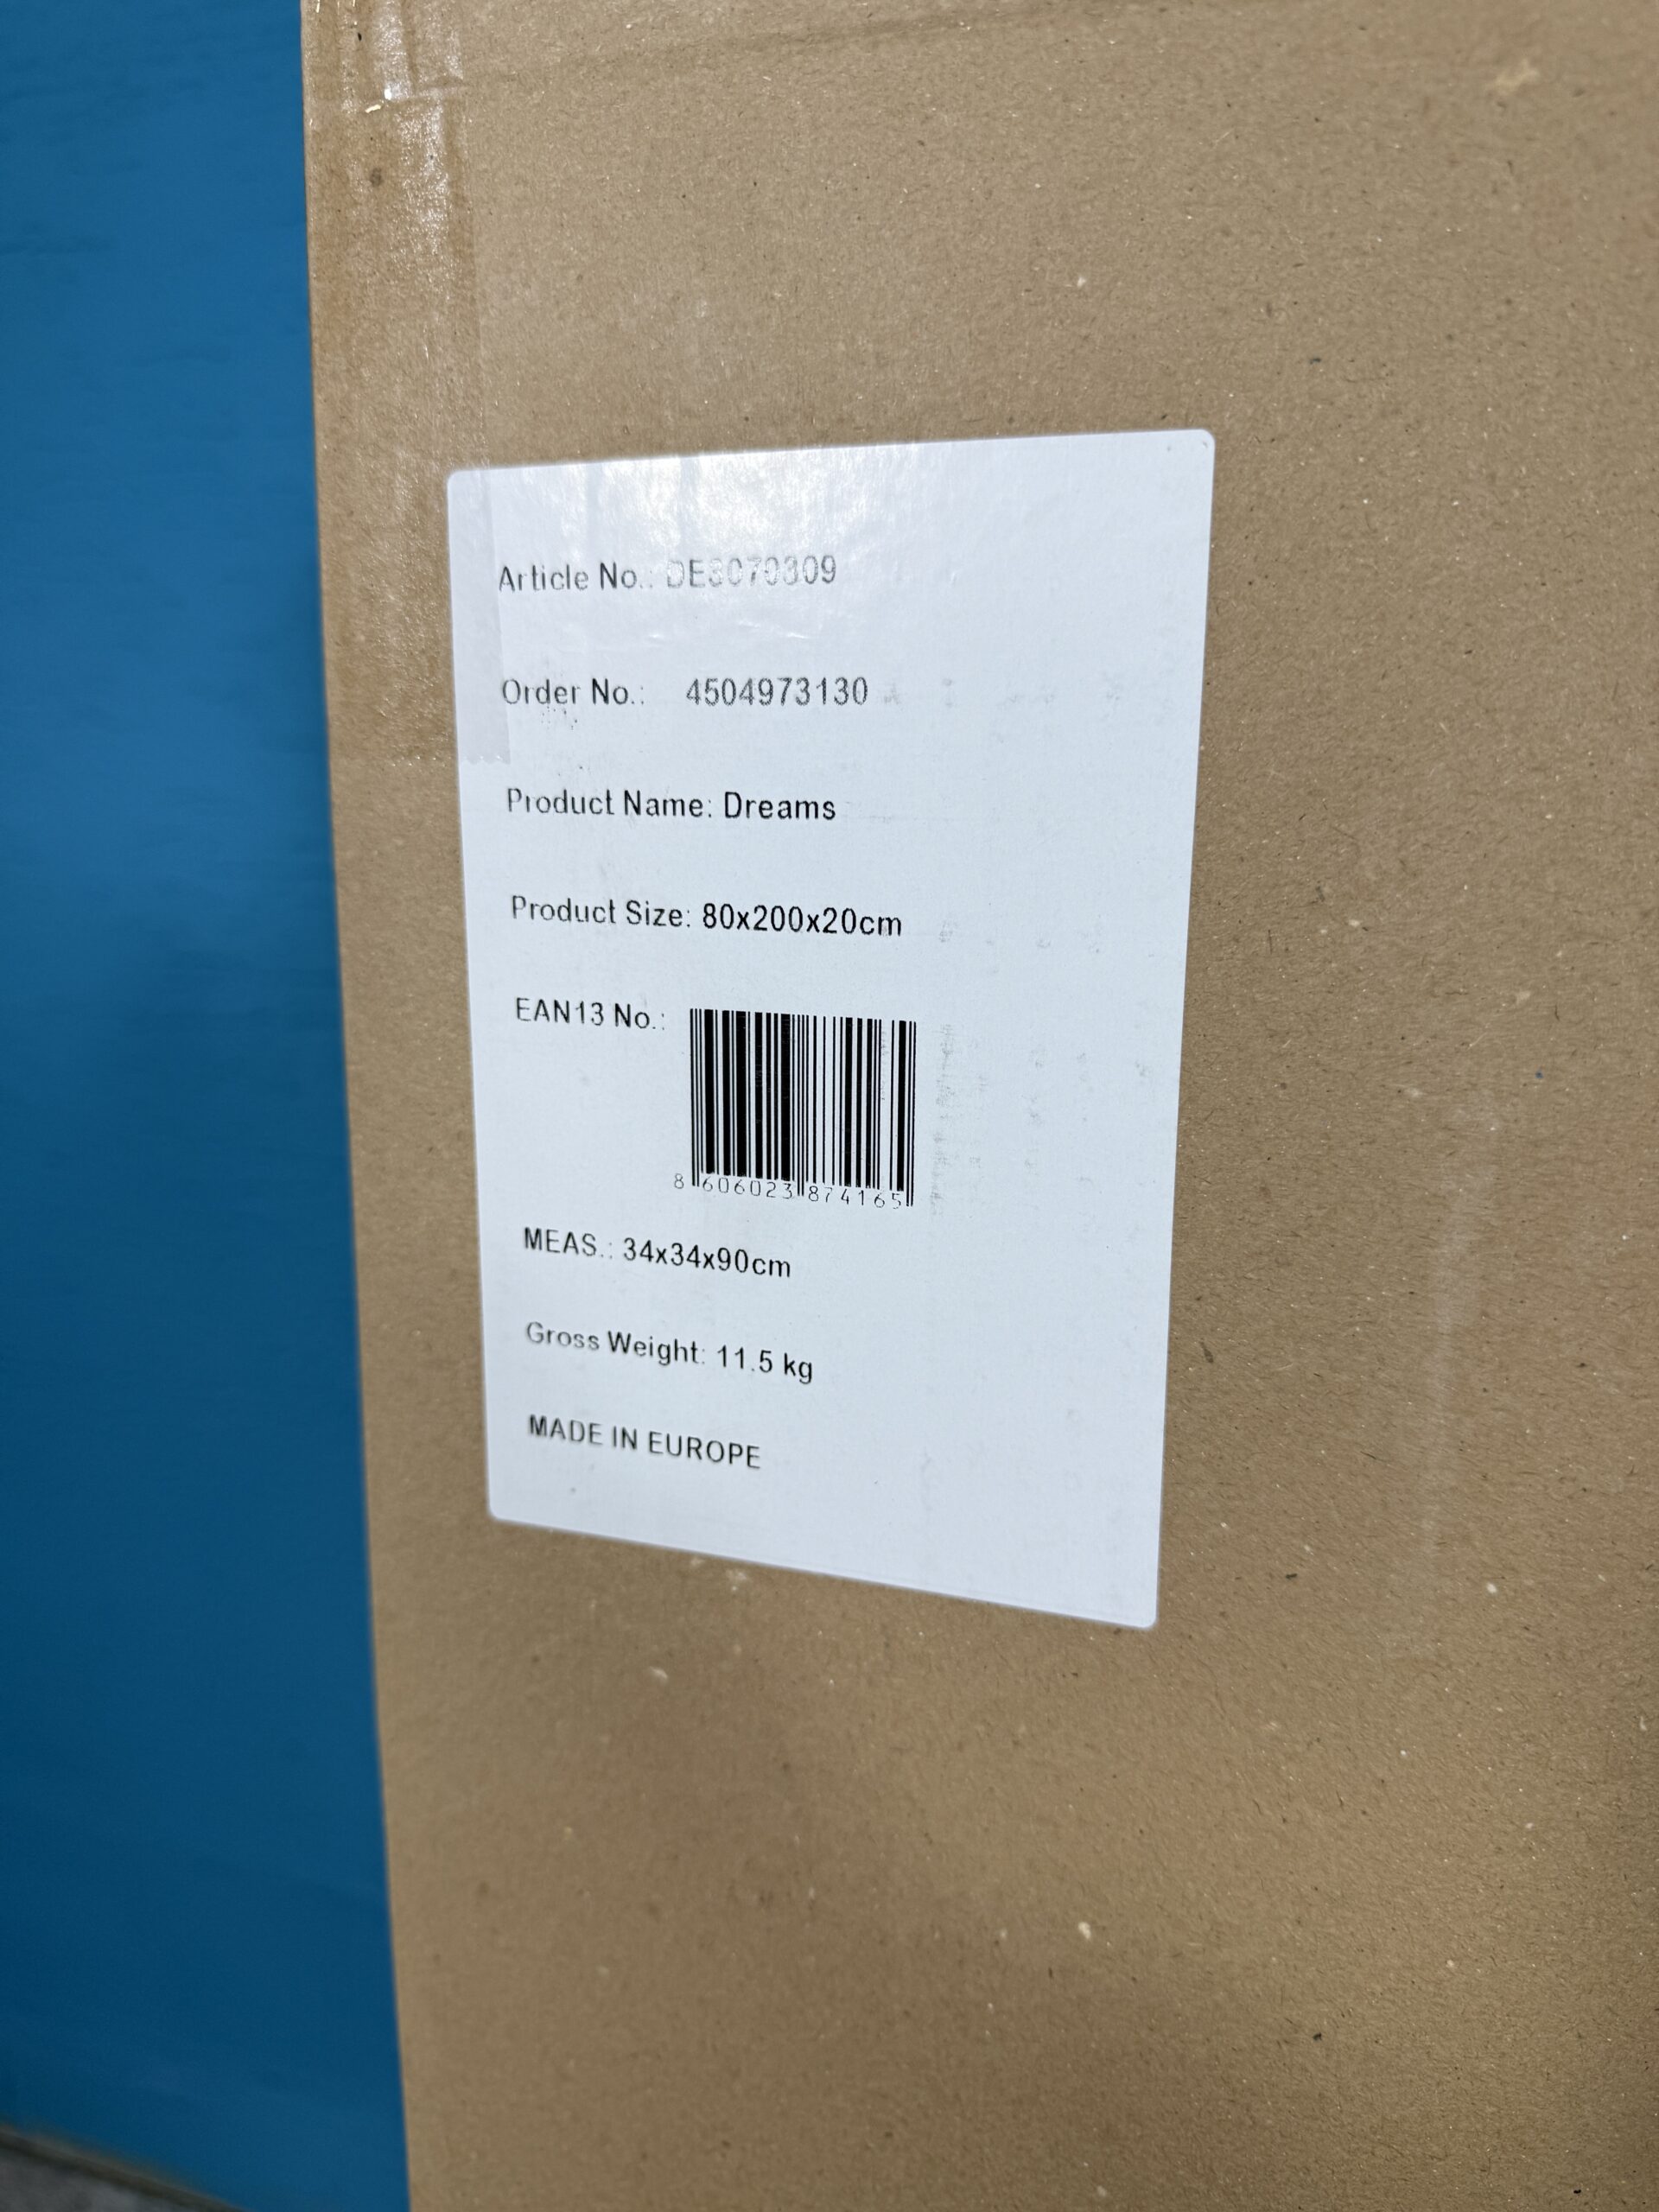 Article No.:
Order No.: 4504973130
Product Name: Dreams
Product Size: 80x200x20cm
EAN13 No.:
8 606023 874165
MEAS.: 34x34x90cm
Gross Weight: 11.5 kg
MADE IN EUROPE